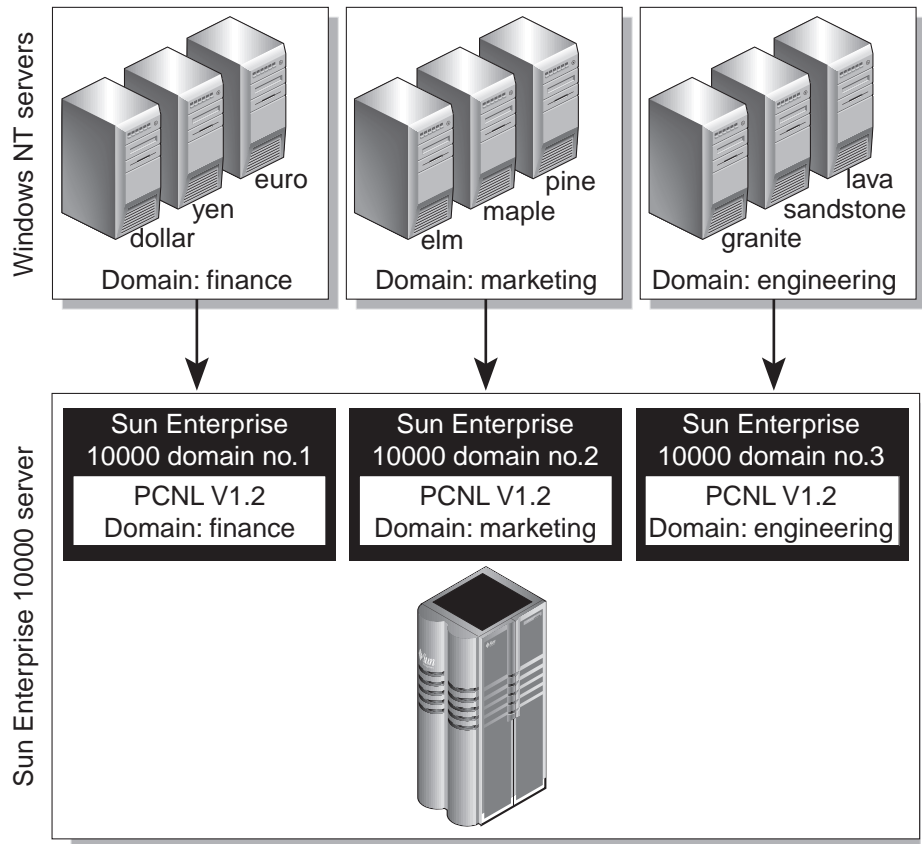 Windows NT servers
euro
yen
dollar
Domain: finance
pine
maple
elm
Domain: marketing
lava
sandstone
granite
Domain: engineering
Sun Enterprise 10000 server
Sun Enterprise
10000 domain no.1
PCNL V1.2
Domain: finance
Sun Enterprise
10000 domain no.2
PCNL V1.2
Domain: marketing
Sun Enterprise
10000 domain no.3
PCNL V1.2
Domain: engineering
Sun